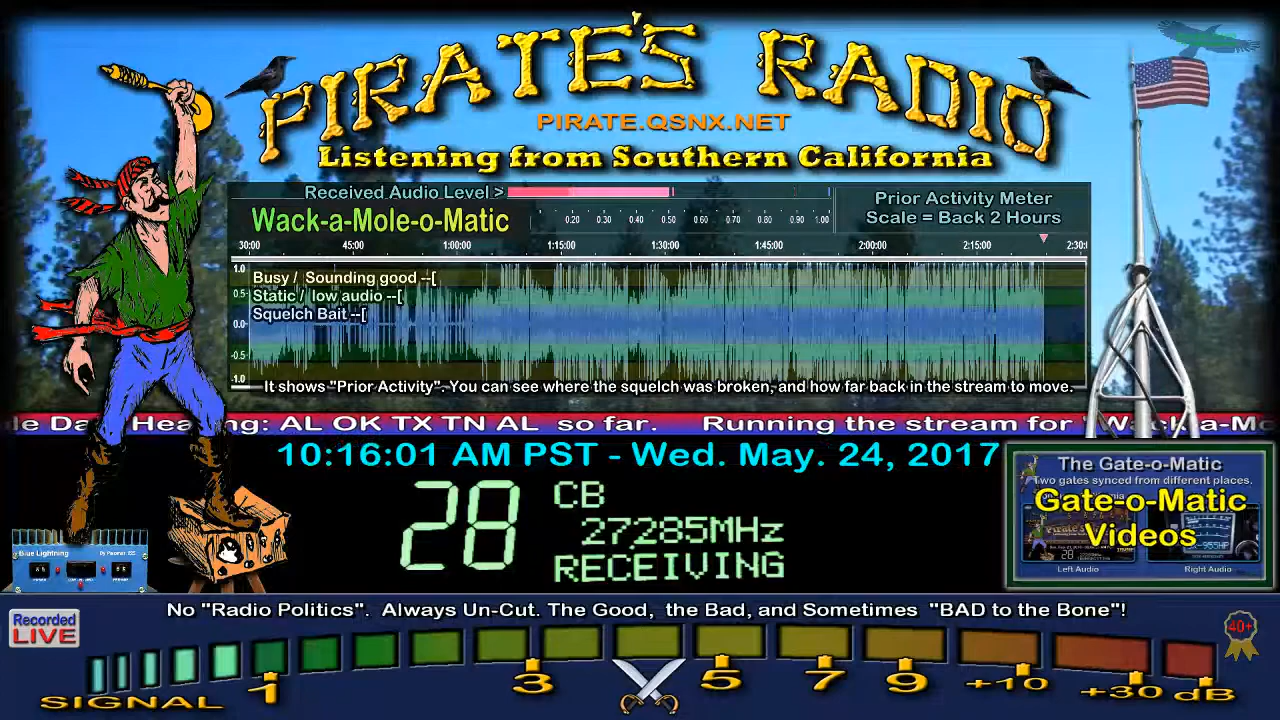 PIRATE'S RADIO
PIRATE.QSNX.NET
Listening from Southern California
Received Audio Level >
Wack-a-Mole-o-Matic
0.20 0.30 0.40 0.50 0.60 0.70 0.80 0.90 1.00
Prior Activity Meter
Scale = Back 2 Hours
30:00 45:00 1:00:00 1:15:00 1:30:00 1:45:00 2:00:00 2:15:00 2:30:
1.0
Busy / Sounding good --[
0.5
Static / low audio --[
Squelch Bait --[
0.0
-0.5
-1.0
It shows "Prior Activity". You can see where the squelch was broken, and how far back in the stream to move.
AL OK TX TN AL so far. Running the stream for
10:16:01 AM PST - Wed. May. 24, 2017
28
CB
27.285MHz
RECEIVING
The Gate-o-Matic
Two gates synced from different places.
Gate-o-Matic
Videos
Left Audio
Right Audio
Blue Lightning
No "Radio Politics". Always Un-Cut. The Good, the Bad, and Sometimes "BAD to the Bone"!
Recorded
LIVE
40+
SIGNAL 1 3 5 7 9 +10 +30 dB